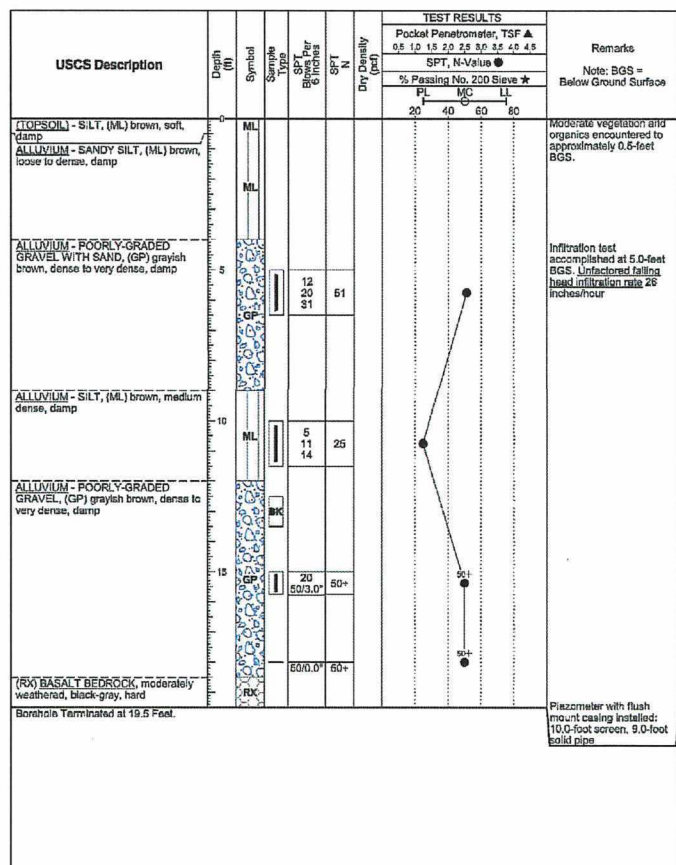 TEST RESULTS
Pocket Penetrometer, TSF ▲
0.5 1.0 1.5 2.0 2.5 3.0 3.5 4.0 4.5
SPT, N-Value ●
% Passing No. 200 Sieve ★
PL MC LL
20 40 60 80
USCS Description
Depth (ft)
Symbol
Sample Type
SPT Blows Per 6 Inches
SPT N
Dry Density (pcf)
Remarks
Note: BGS =
Below Ground Surface
0
(TOPSOIL) - SILT, (ML) brown, soft,
damp
ML
Moderate vegetation and
organics encountered to
approximately 0.5-feet
BGS.
ALLUVIUM - SANDY SILT, (ML) brown,
loose to dense, damp
ML
ALLUVIUM - POORLY-GRADED
GRAVEL WITH SAND, (GP) grayish
brown, dense to very dense, damp
5
GP
12
20
31
51
Infiltration test
accomplished at 5.0-feet
BGS. Unfactored falling
head infiltration rate 26
inches/hour
ALLUVIUM - SILT, (ML) brown, medium
dense, damp
10
ML
5
11
14
25
ALLUVIUM - POORLY-GRADED
GRAVEL, (GP) grayish brown, dense to
very dense, damp
BK
15
GP
20
50/3.0"
50+
50+
50/0.0"
50+
50+
(RX) BASALT BEDROCK, moderately
weathered, black-gray, hard
RX
Borehole Terminated at 19.5 Feet.
Piezometer with flush
mount casing installed:
10.0-foot screen, 9.0-foot
solid pipe